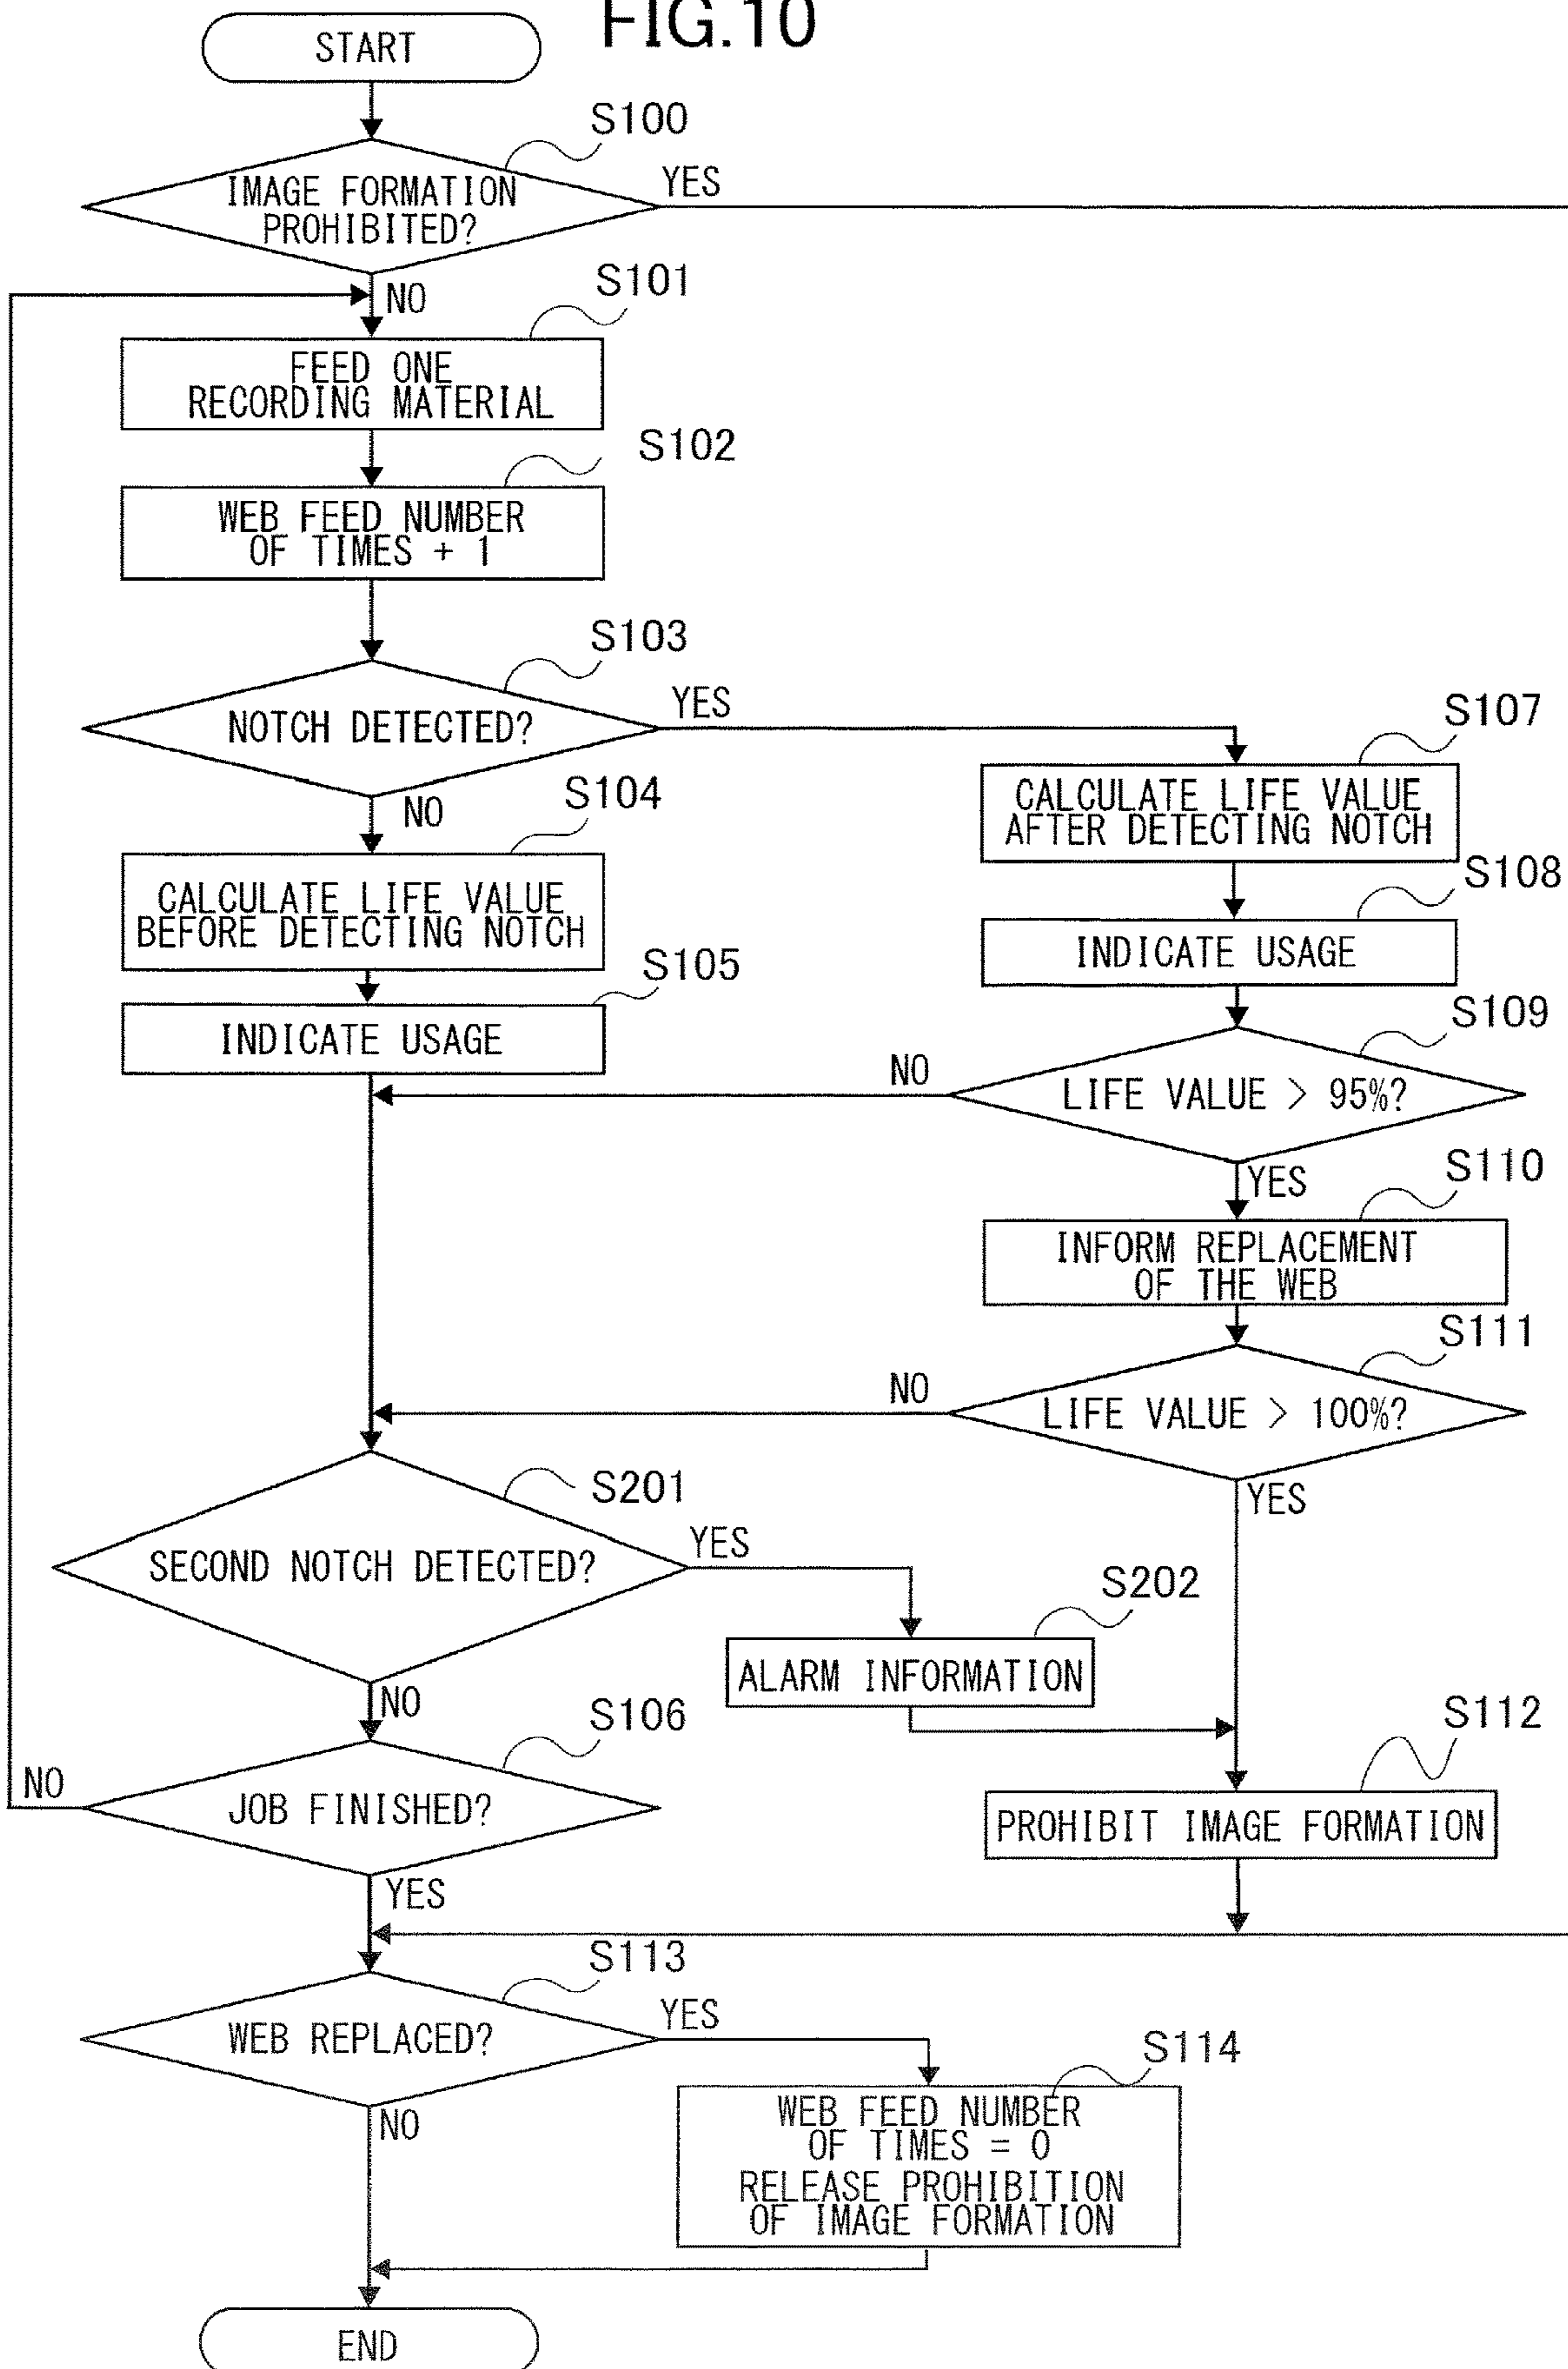 FIG.10
START
S100
IMAGE FORMATION
PROHIBITED?
YES
NO
S101
FEED ONE
RECORDING MATERIAL
S102
WEB FEED NUMBER
OF TIMES + 1
S103
NOTCH DETECTED?
YES
NO
S104
CALCULATE LIFE VALUE
BEFORE DETECTING NOTCH
S105
INDICATE USAGE
S107
CALCULATE LIFE VALUE
AFTER DETECTING NOTCH
S108
INDICATE USAGE
S109
LIFE VALUE > 95%?
NO
YES
S110
INFORM REPLACEMENT
OF THE WEB
S111
LIFE VALUE > 100%?
NO
YES
S201
SECOND NOTCH DETECTED?
YES
NO
S202
ALARM INFORMATION
S106
JOB FINISHED?
NO
YES
S112
PROHIBIT IMAGE FORMATION
S113
WEB REPLACED?
YES
NO
S114
WEB FEED NUMBER
OF TIMES = 0
RELEASE PROHIBITION
OF IMAGE FORMATION
END